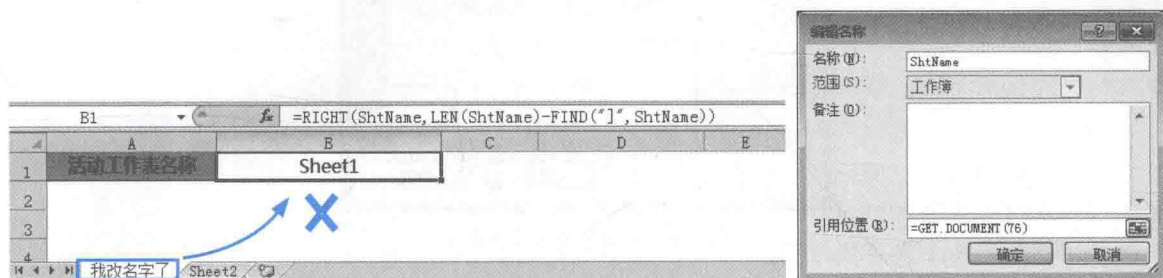 B1
fx =RIGHT(ShtName,LEN(ShtName)-FIND("]",ShtName))
A B C D E
1 活动工作表名称 Sheet1
2
3
4
我改名字了 Sheet2
编辑名称
名称(N): ShtName
范围(S): 工作簿
备注(O):
引用位置(R): =GET.DOCUMENT(76)
确定 取消